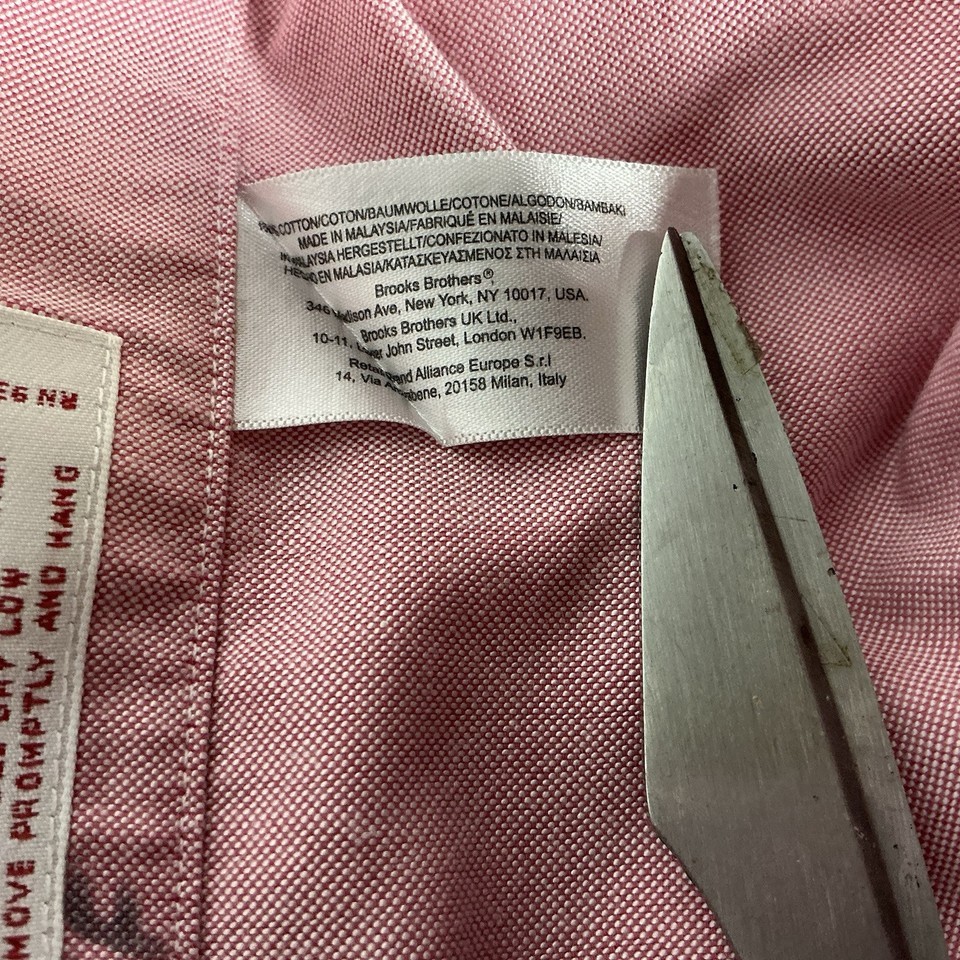 COTTON/COTON/BAUMWOLLE/COTONE/ALGODON/BAMBAKI
MADE IN MALAYSIA/FABRIQUÉ EN MALAISIE/
IN MALAYSIA HERGESTELLT/CONFEZIONATO IN MALESIA/
HECHO EN MALASIA/ΚΑΤΑΣΚΕΥΑΣΜΕΝΟΣ ΣΤΗ ΜΑΛΑΙΣΙΑ
Brooks Brothers®,
346 Madison Ave, New York, NY 10017, USA.
Brooks Brothers UK Ltd.,
10-11, Lower John Street, London W1F9EB.
Alliance Europe S.r.l
14, Via 20158 Milan, Italy
DRY LOW
MOVE PROMPTLY AND HANG